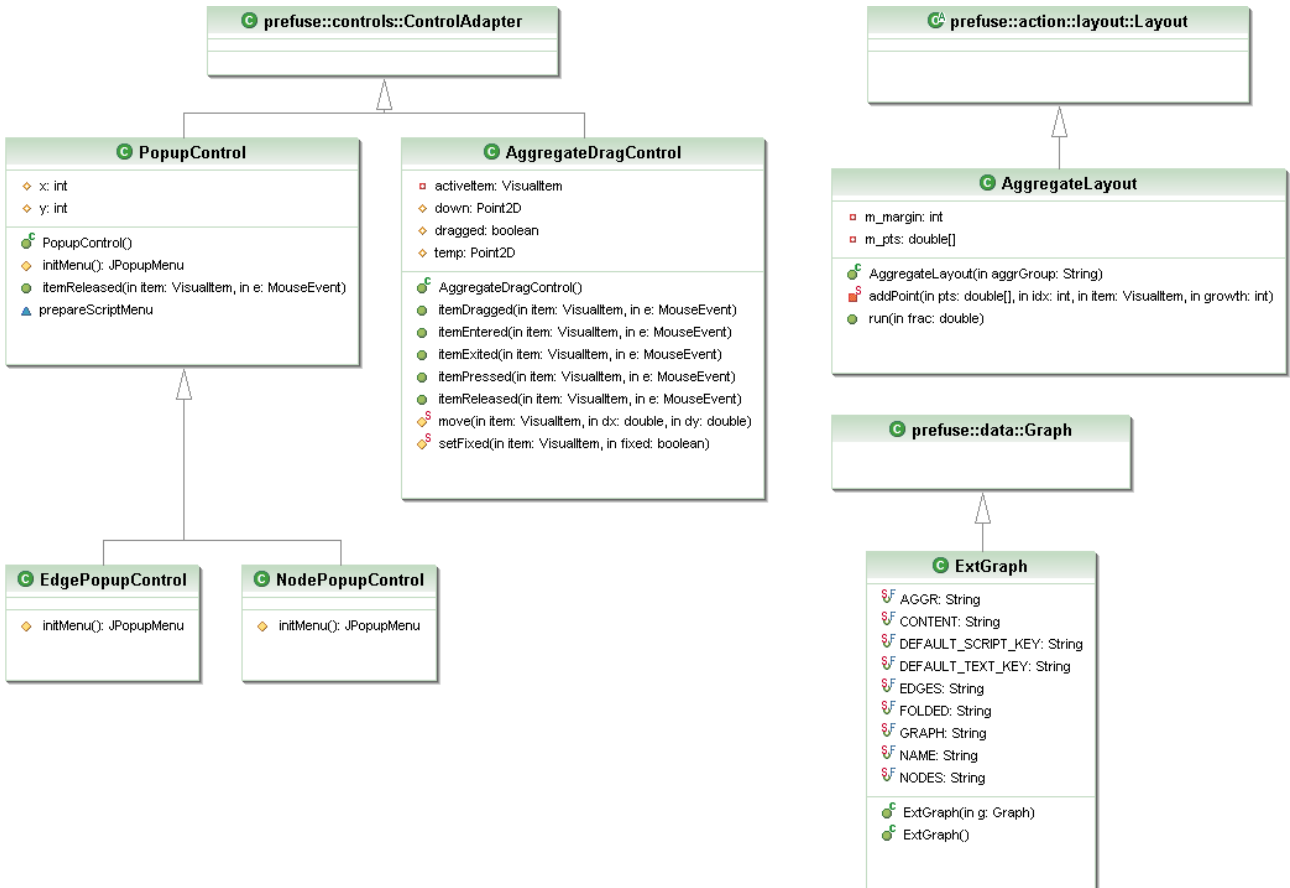 prefuse::controls::ControlAdapter
PopupControl
x: int
y: int
PopupControl()
initMenu(): JPopupMenu
itemReleased(in item: VisualItem, in e: MouseEvent)
prepareScriptMenu
AggregateDragControl
activeItem: VisualItem
down: Point2D
dragged: boolean
temp: Point2D
AggregateDragControl()
itemDragged(in item: VisualItem, in e: MouseEvent)
itemEntered(in item: VisualItem, in e: MouseEvent)
itemExited(in item: VisualItem, in e: MouseEvent)
itemPressed(in item: VisualItem, in e: MouseEvent)
itemReleased(in item: VisualItem, in e: MouseEvent)
move(in item: VisualItem, in dx: double, in dy: double)
setFixed(in item: VisualItem, in fixed: boolean)
EdgePopupControl
initMenu(): JPopupMenu
NodePopupControl
initMenu(): JPopupMenu
prefuse::action::layout::Layout
AggregateLayout
m_margin: int
m_pts: double[]
AggregateLayout(in aggrGroup: String)
addPoint(in pts: double[], in idx: int, in item: VisualItem, in growth: int)
run(in frac: double)
prefuse::data::Graph
ExtGraph
AGGR: String
CONTENT: String
DEFAULT_SCRIPT_KEY: String
DEFAULT_TEXT_KEY: String
EDGES: String
FOLDED: String
GRAPH: String
NAME: String
NODES: String
ExtGraph(in g: Graph)
ExtGraph()